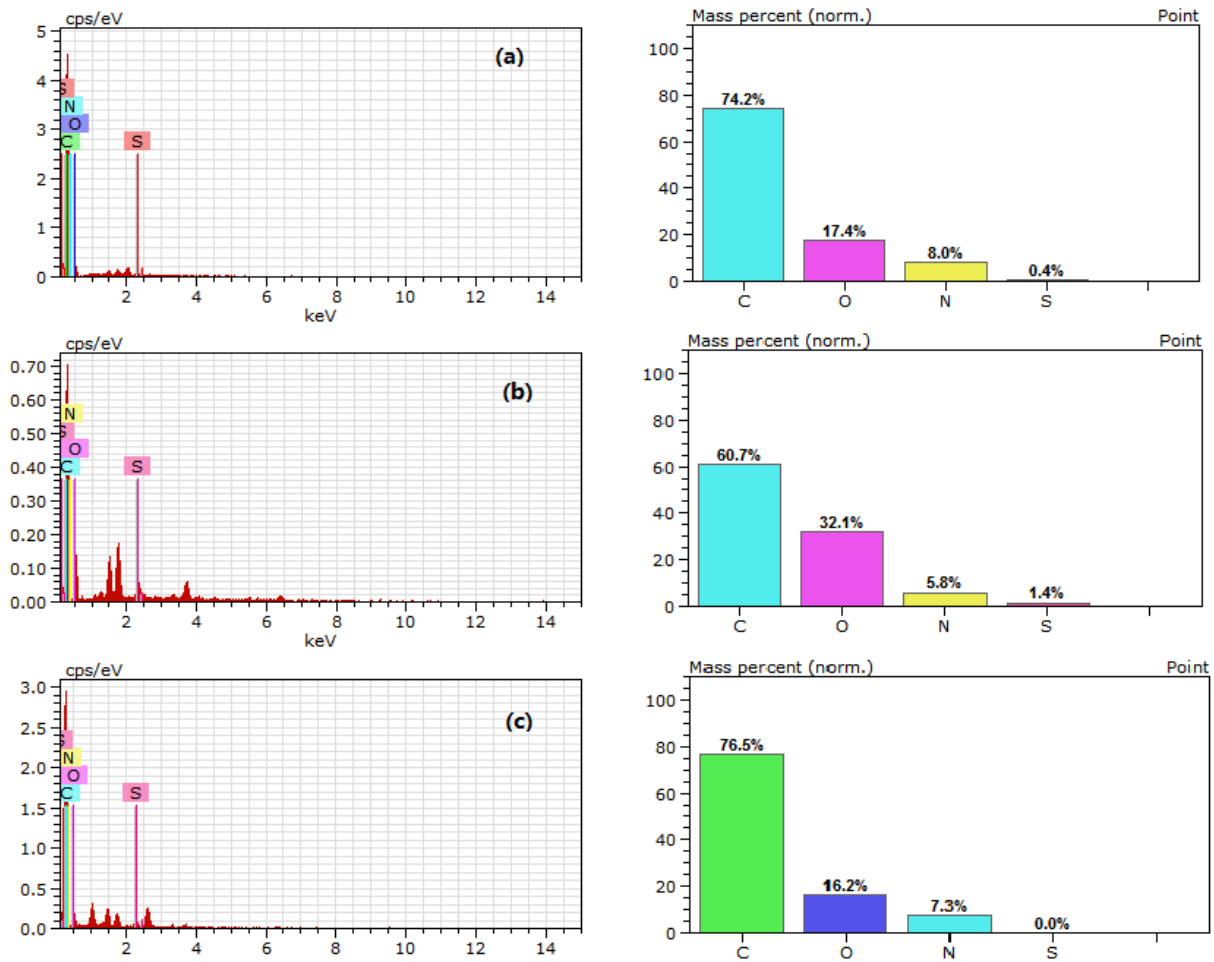 cps/eV
(a)
5
4
3
2
1
0
S
N
O
C
S
2 4 6 8 10 12 14
keV
Mass percent (norm.) Point
100
80
60
40
20
0
74.2%
17.4%
8.0%
0.4%
C O N S
cps/eV
(b)
0.70
0.60
0.50
0.40
0.30
0.20
0.10
0.00
N
S
O
C
S
2 4 6 8 10 12 14
keV
Mass percent (norm.) Point
100
80
60
40
20
0
60.7%
32.1%
5.8%
1.4%
C O N S
cps/eV
(c)
3.0
2.5
2.0
1.5
1.0
0.5
0.0
S
N
O
C
S
2 4 6 8 10 12 14
Mass percent (norm.) Point
100
80
60
40
20
0
76.5%
16.2%
7.3%
0.0%
C O N S